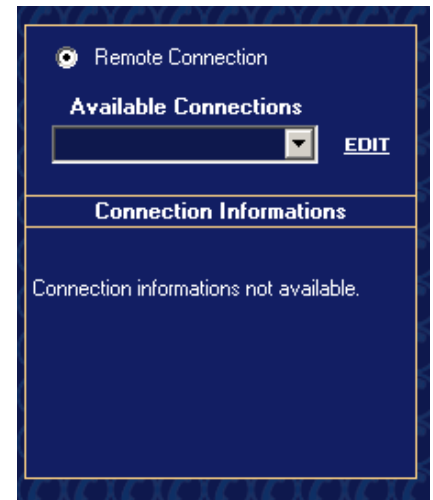 Remote Connection
Available Connections
EDIT
Connection Informations
Connection informations not available.